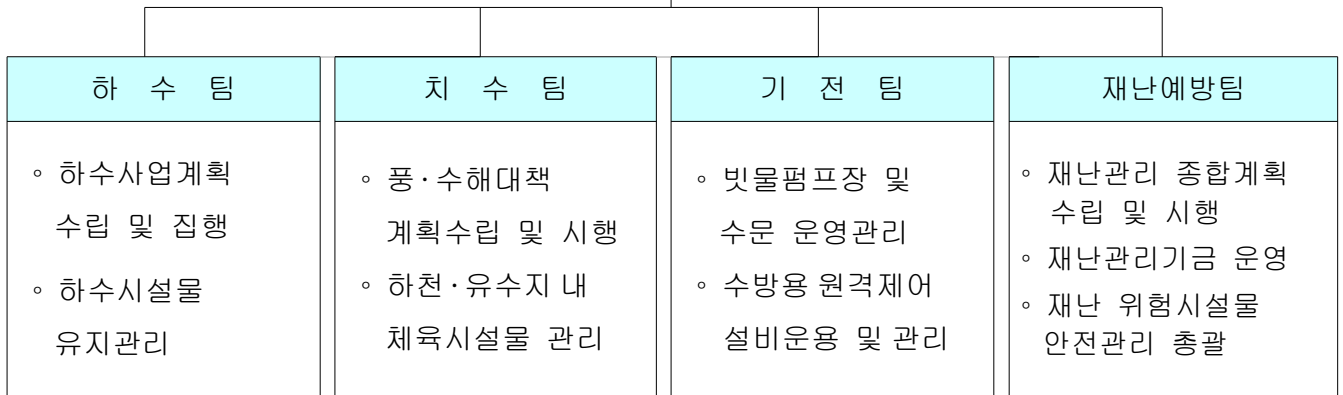 하 수 팀
◦ 하수사업계획
수립 및 집행
◦ 하수시설물
유지관리
치 수 팀
◦ 풍·수해대책
계획수립 및 시행
◦ 하천·유수지 내
체육시설물 관리
기 전 팀
◦ 빗물펌프장 및
수문 운영관리
◦ 수방용 원격제어
설비운용 및 관리
재난예방팀
◦ 재난관리 종합계획
수립 및 시행
◦ 재난관리기금 운영
◦ 재난 위험시설물
안전관리 총괄